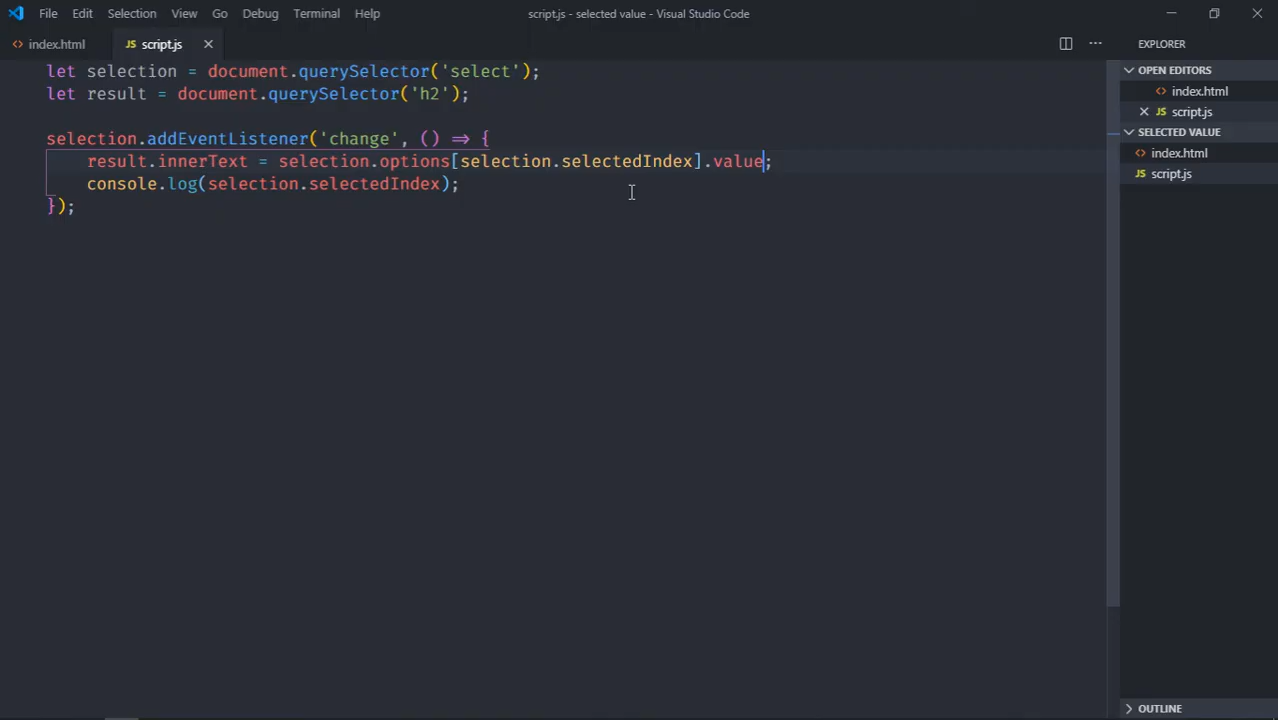 File Edit Selection View Go Debug Terminal Help
script.js - selected value - Visual Studio Code
index.html
JS script.js
let selection = document.querySelector('select');
let result = document.querySelector('h2');
selection.addEventListener('change', () => {
result.innerText = selection.options[selection.selectedIndex].value;
console.log(selection.selectedIndex);
});
EXPLORER
OPEN EDITORS
index.html
JS script.js
SELECTED VALUE
index.html
JS script.js
OUTLINE